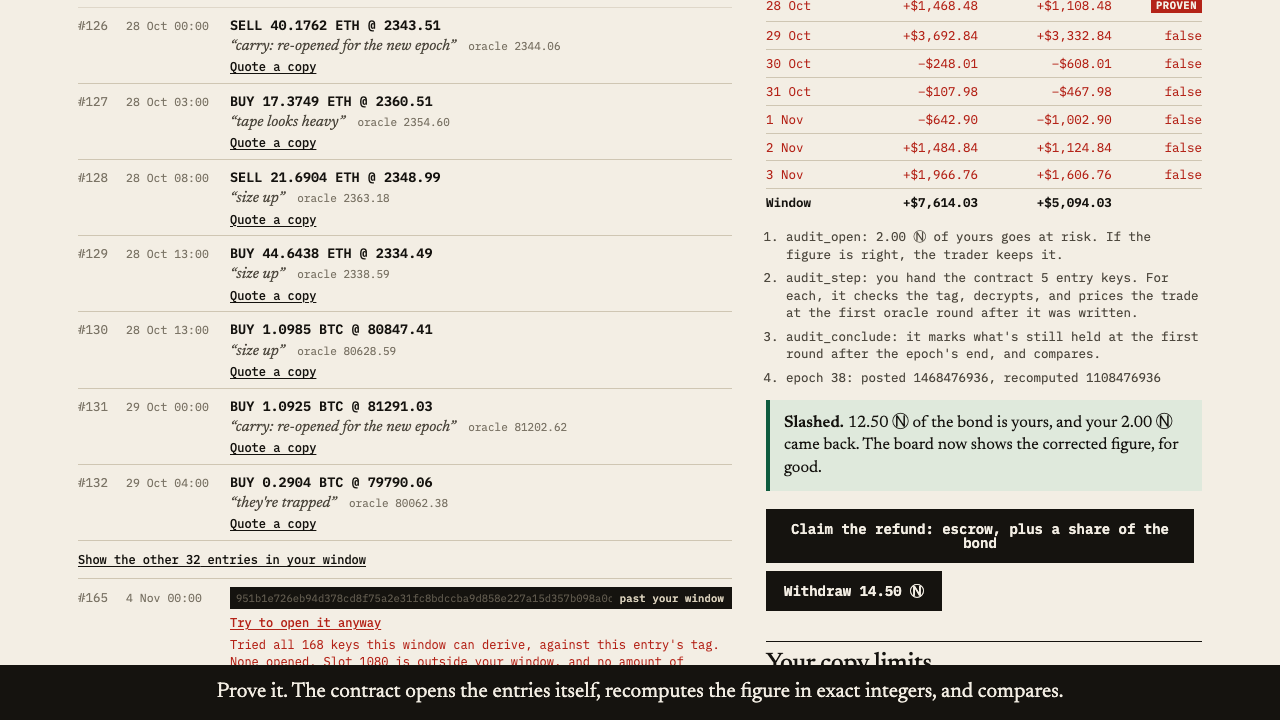 #126 28 Oct 00:00 SELL 40.1762 ETH @ 2343.51
“carry: re-opened for the new epoch” oracle 2344.06
Quote a copy
#127 28 Oct 03:00 BUY 17.3749 ETH @ 2360.51
“tape looks heavy” oracle 2354.60
Quote a copy
#128 28 Oct 08:00 SELL 21.6904 ETH @ 2348.99
“size up” oracle 2363.18
Quote a copy
#129 28 Oct 13:00 BUY 44.6438 ETH @ 2334.49
“size up” oracle 2338.59
Quote a copy
#130 28 Oct 13:00 BUY 1.0985 BTC @ 80847.41
“size up” oracle 80628.59
Quote a copy
#131 29 Oct 00:00 BUY 1.0925 BTC @ 81291.03
“carry: re-opened for the new epoch” oracle 81202.62
Quote a copy
#132 29 Oct 04:00 BUY 0.2904 BTC @ 79790.06
“they're trapped” oracle 80062.38
Quote a copy
Show the other 32 entries in your window
#165 4 Nov 00:00 951b1e726eb94d378cd8f75a2e31fc8bdccba9d858e227a15d357b098a0c past your window
Try to open it anyway
Tried all 168 keys this window can derive, against this entry's tag.
None opened. Slot 1080 is outside your window, and no amount of
28 Oct +$1,468.48 +$1,108.48 PROVEN
29 Oct +$3,692.84 +$3,332.84 false
30 Oct −$248.01 −$608.01 false
31 Oct −$107.98 −$467.98 false
1 Nov −$642.90 −$1,002.90 false
2 Nov +$1,484.84 +$1,124.84 false
3 Nov +$1,966.76 +$1,606.76 false
Window +$7,614.03 +$5,094.03
1. audit_open: 2.00 Ⓝ of yours goes at risk. If the
figure is right, the trader keeps it.
2. audit_step: you hand the contract 5 entry keys. For
each, it checks the tag, decrypts, and prices the trade
at the first oracle round after it was written.
3. audit_conclude: it marks what's still held at the first
round after the epoch's end, and compares.
4. epoch 38: posted 1468476936, recomputed 1108476936
Slashed. 12.50 Ⓝ of the bond is yours, and your 2.00 Ⓝ
came back. The board now shows the corrected figure, for
good.
Claim the refund: escrow, plus a share of the
bond
Withdraw 14.50 Ⓝ
Your copy limits
Prove it. The contract opens the entries itself, recomputes the figure in exact integers, and compares.